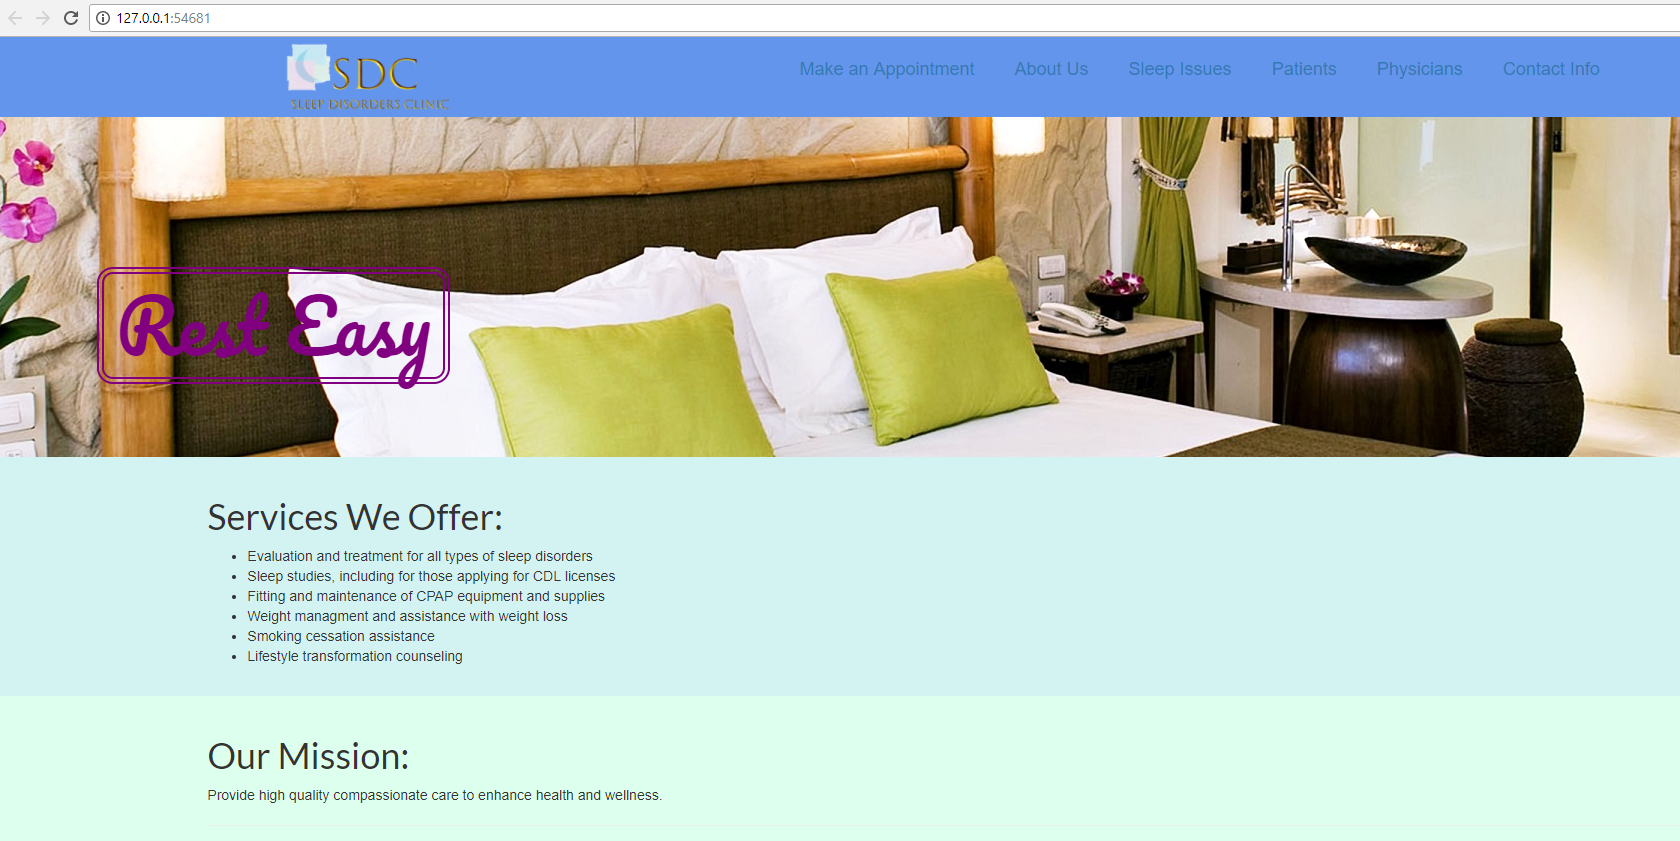 127.0.0.1:54681
SDC
SLEEP DISORDERS CLINIC
Make an Appointment About Us Sleep Issues Patients Physicians Contact Info
Rest Easy
Services We Offer:
• Evaluation and treatment for all types of sleep disorders
• Sleep studies, including for those applying for CDL licenses
• Fitting and maintenance of CPAP equipment and supplies
• Weight managment and assistance with weight loss
• Smoking cessation assistance
• Lifestyle transformation counseling
Our Mission:
Provide high quality compassionate care to enhance health and wellness.